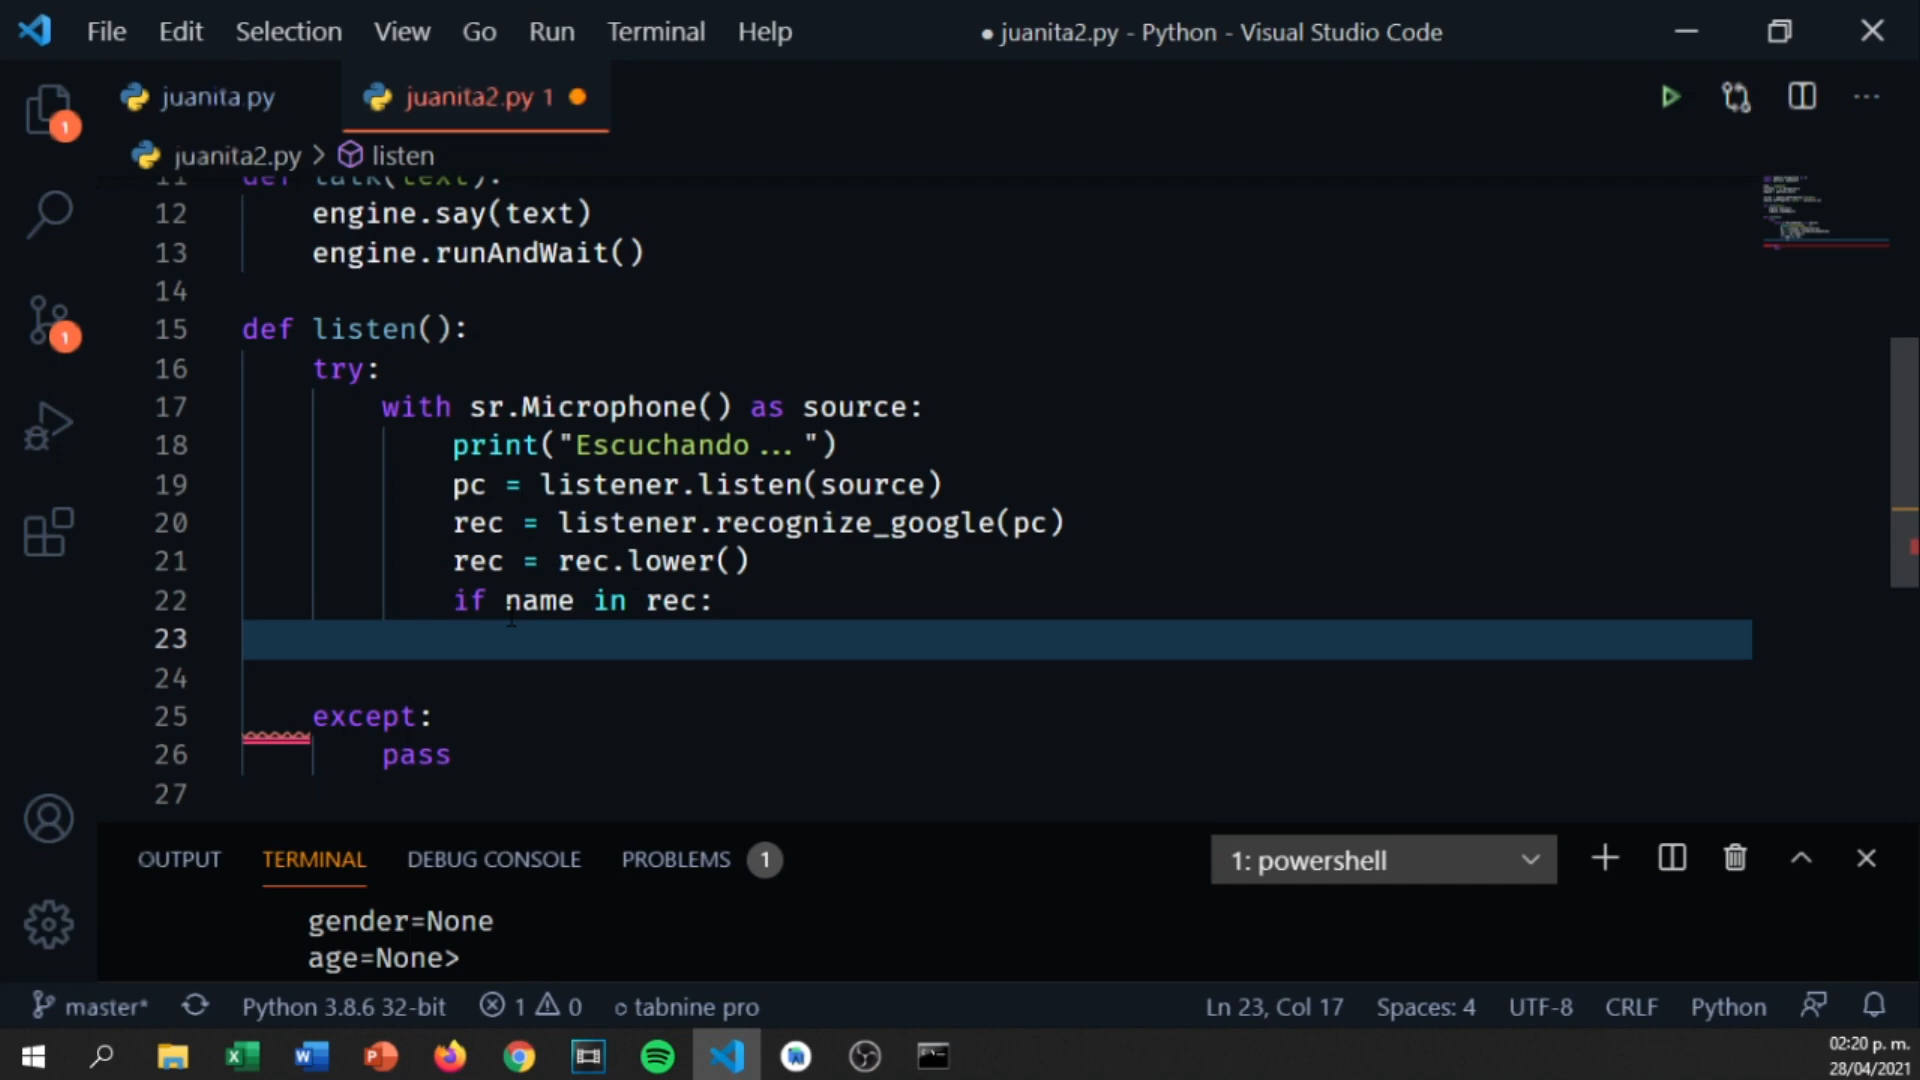 File Edit Selection View Go Run Terminal Help ● juanita2.py - Python - Visual Studio Code
juanita.py juanita2.py 1
juanita2.py > listen
11 def talk(text):
12 engine.say(text)
13 engine.runAndWait()
14
15 def listen():
16 try:
17 with sr.Microphone() as source:
18 print("Escuchando...")
19 pc = listener.listen(source)
20 rec = listener.recognize_google(pc)
21 rec = rec.lower()
22 if name in rec:
23
24
25 except:
26 pass
27
OUTPUT TERMINAL DEBUG CONSOLE PROBLEMS 1 1: powershell
gender=None
age=None>
master* Python 3.8.6 32-bit 1 0 tabnine pro Ln 23, Col 17 Spaces: 4 UTF-8 CRLF Python
02:20 p. m.
28/04/2021